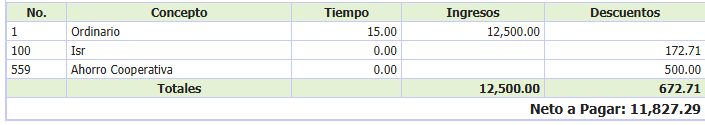 No. Concepto Tiempo Ingresos Descuentos
1 Ordinario 15.00 12,500.00
100 Isr 0.00 172.71
559 Ahorro Cooperativa 0.00 500.00
Totales 12,500.00 672.71
Neto a Pagar: 11,827.29